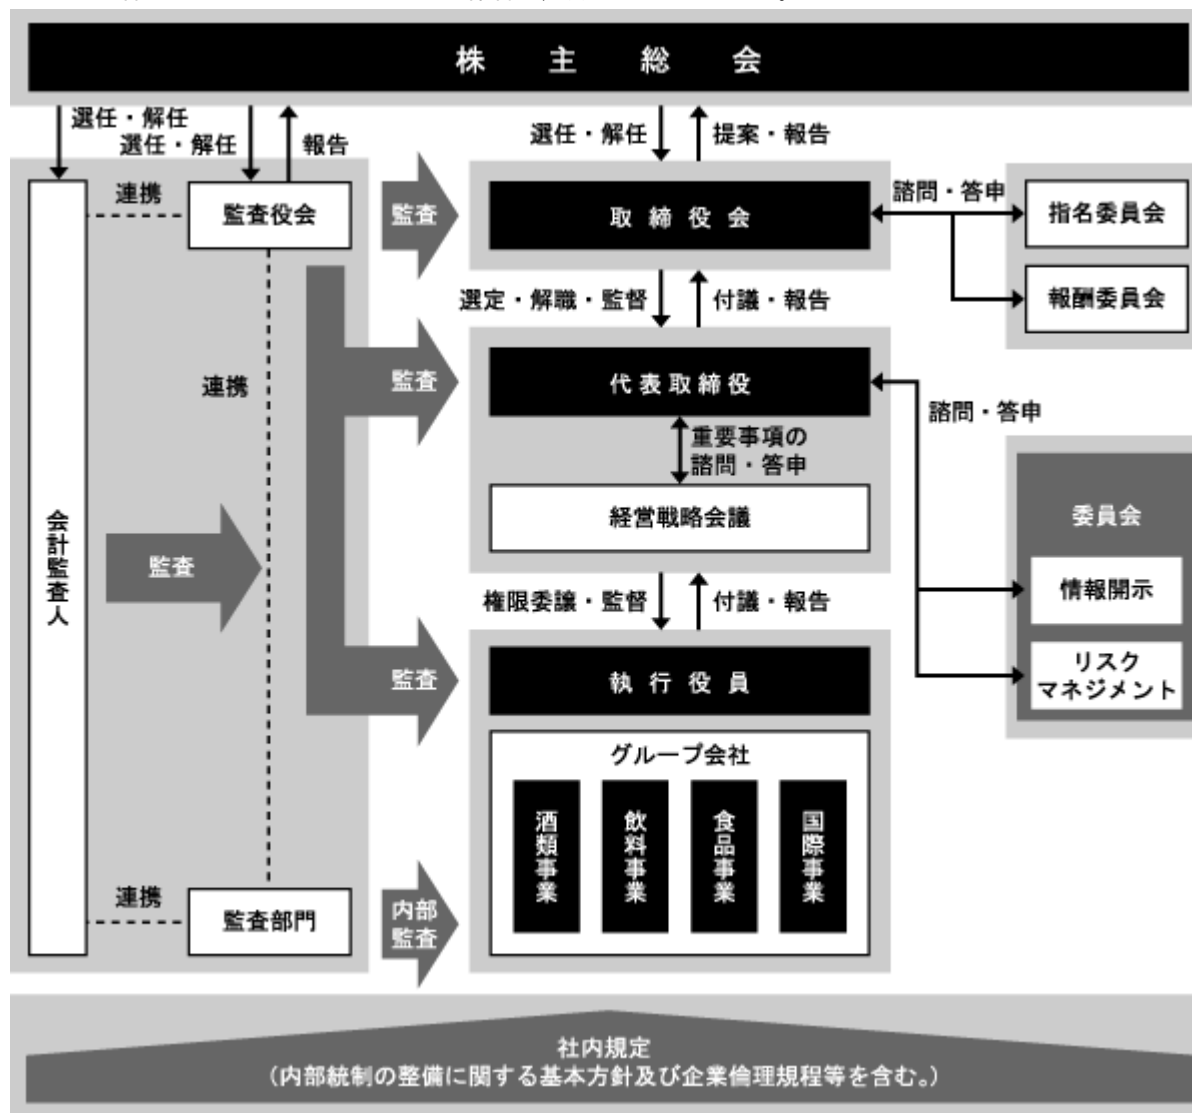 株主総会
選任・解任
選任・解任
報告
選任・解任
提案・報告
連携
監査役会
監査
取締役会
諮問・答申
指名委員会
報酬委員会
選定・解職・監督
付議・報告
連携
監査
代表取締役
諮問・答申
重要事項の
諮問・答申
経営戦略会議
会計監査人
監査
委員会
情報開示
リスク
マネジメント
権限委譲・監督
付議・報告
監査
執行役員
グループ会社
酒類事業
飲料事業
食品事業
国際事業
連携
監査部門
内部
監査
社内規定
（内部統制の整備に関する基本方針及び企業倫理規程等を含む。）